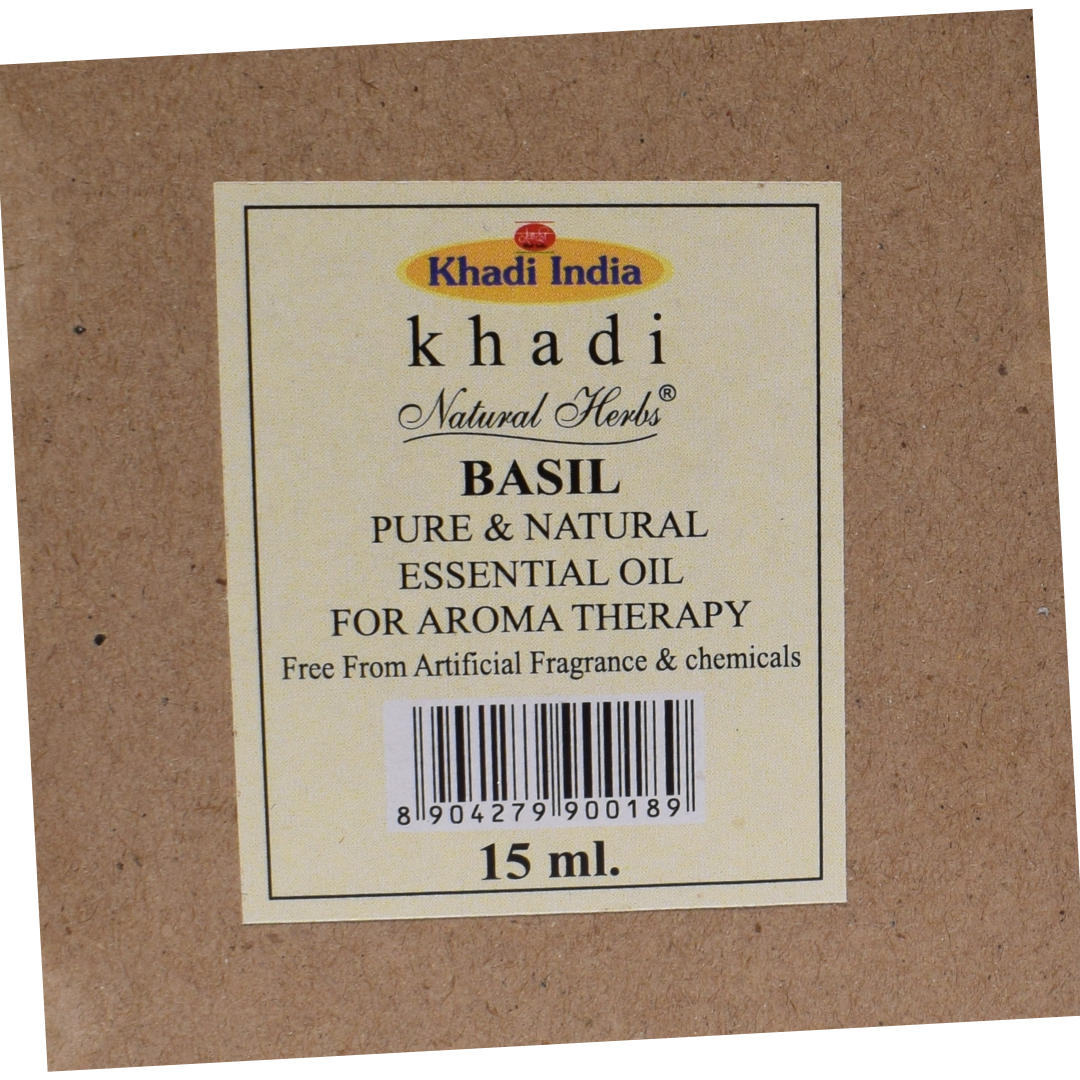 Khadi India
khadi
Natural Herbs®
BASIL
PURE & NATURAL
ESSENTIAL OIL
FOR AROMA THERAPY
Free From Artificial Fragrance & chemicals
8 904279 900189
15 ml.